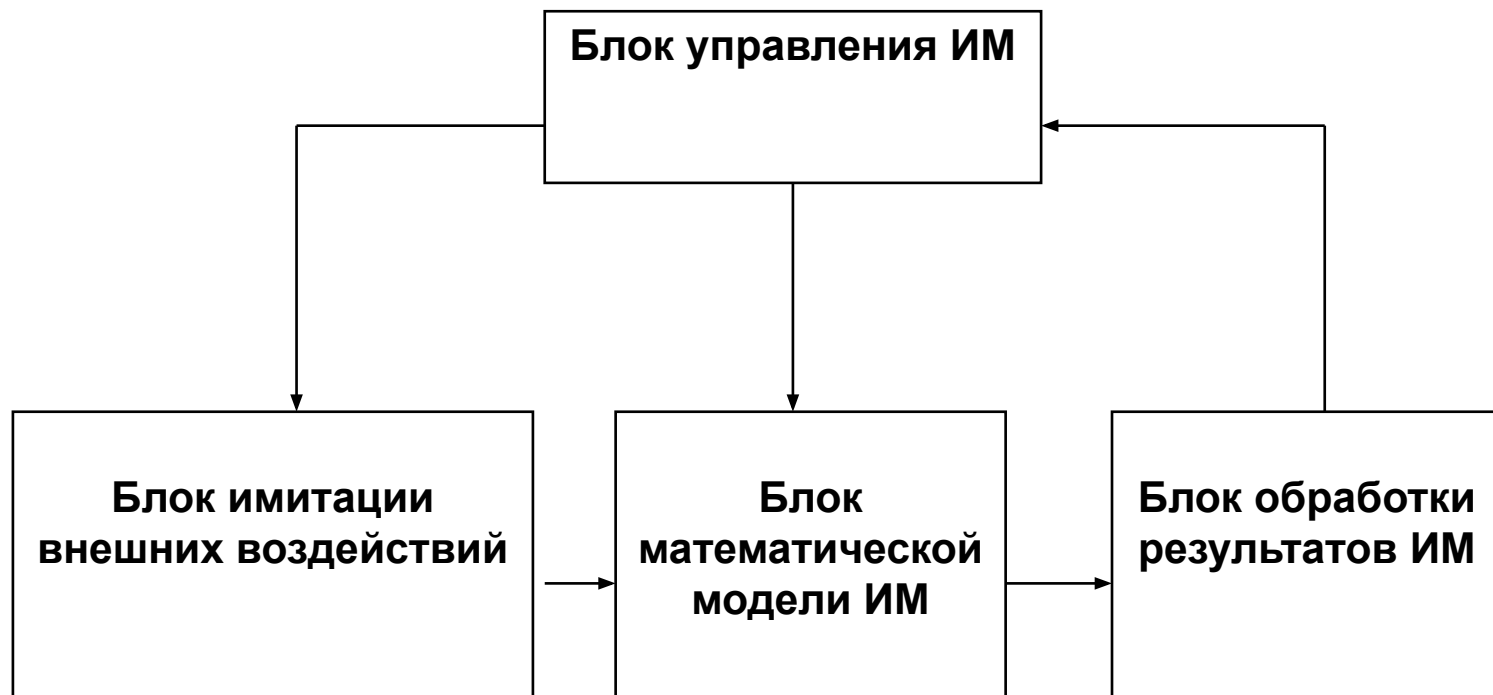 Блок управления ИМ
Блок имитации
внешних воздействий
Блок
математической
модели ИМ
Блок обработки
результатов ИМ